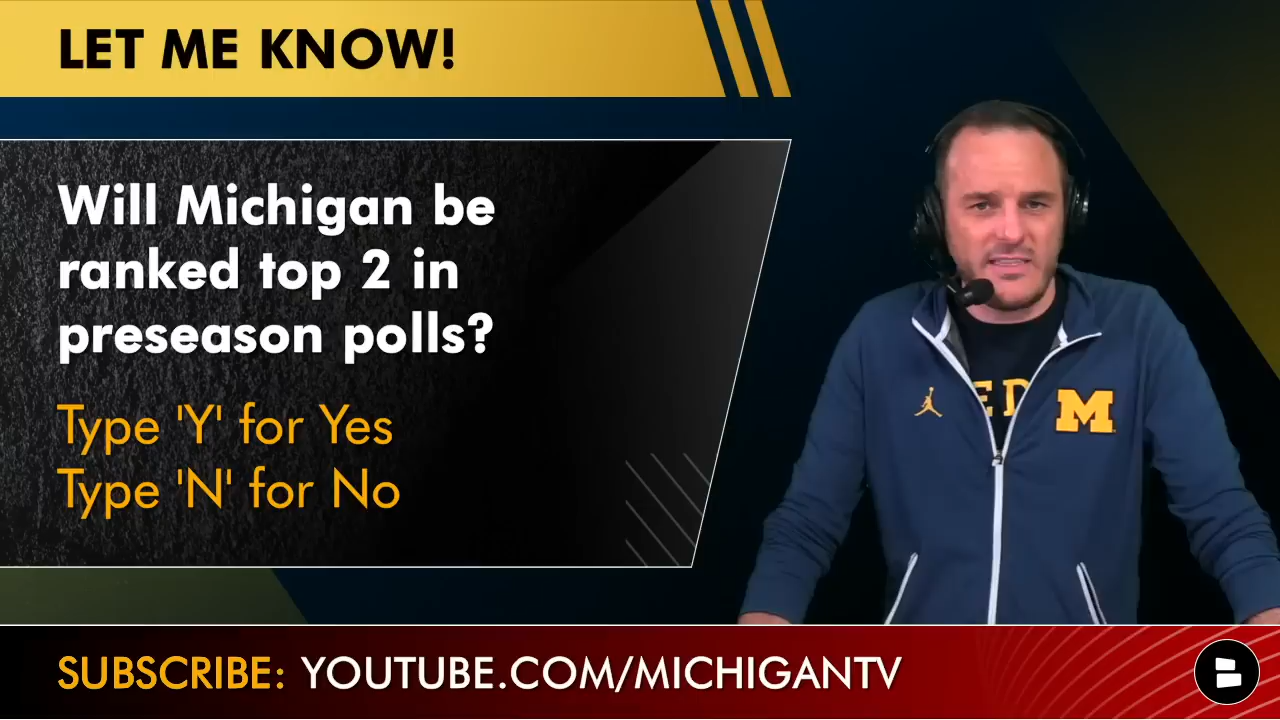 LET ME KNOW!
Will Michigan be
ranked top 2 in
preseason polls?
Type 'Y' for Yes
Type 'N' for No
M
SUBSCRIBE: YOUTUBE.COM/MICHIGANTV